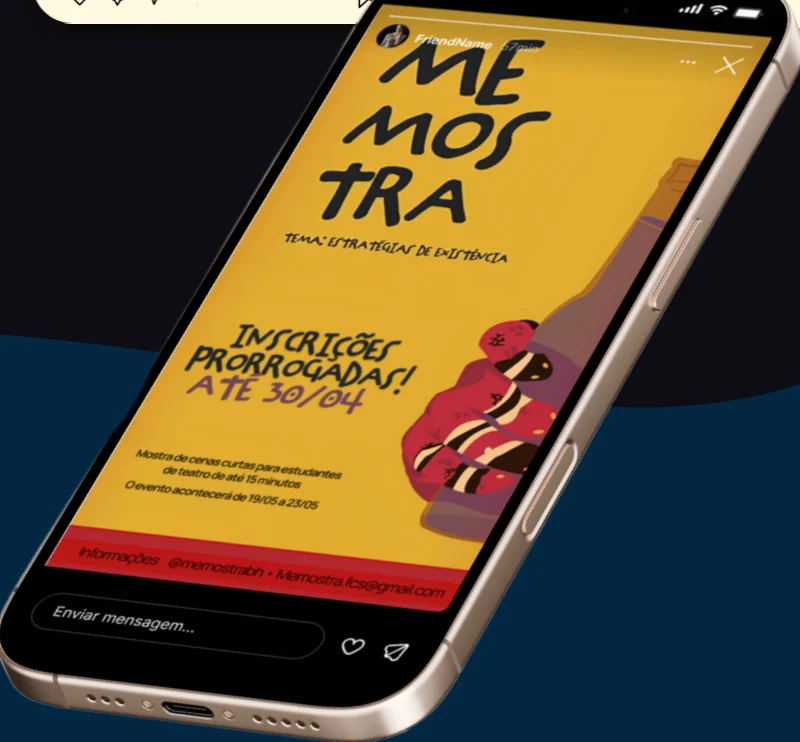 FriendName 57min
ME
MOS
TRA
TEMA: ESTRATÉGIAS DE EXISTÊNCIA
INSCRIÇÕES
PRORROGADAS!
ATÉ 30/04
Mostra de cenas curtas para estudantes
de teatro de até 15 minutos
O evento acontecerá de 19/05 a 23/05
Informações @memostrabh • Memostra.fcs@gmail.com
Enviar mensagem...